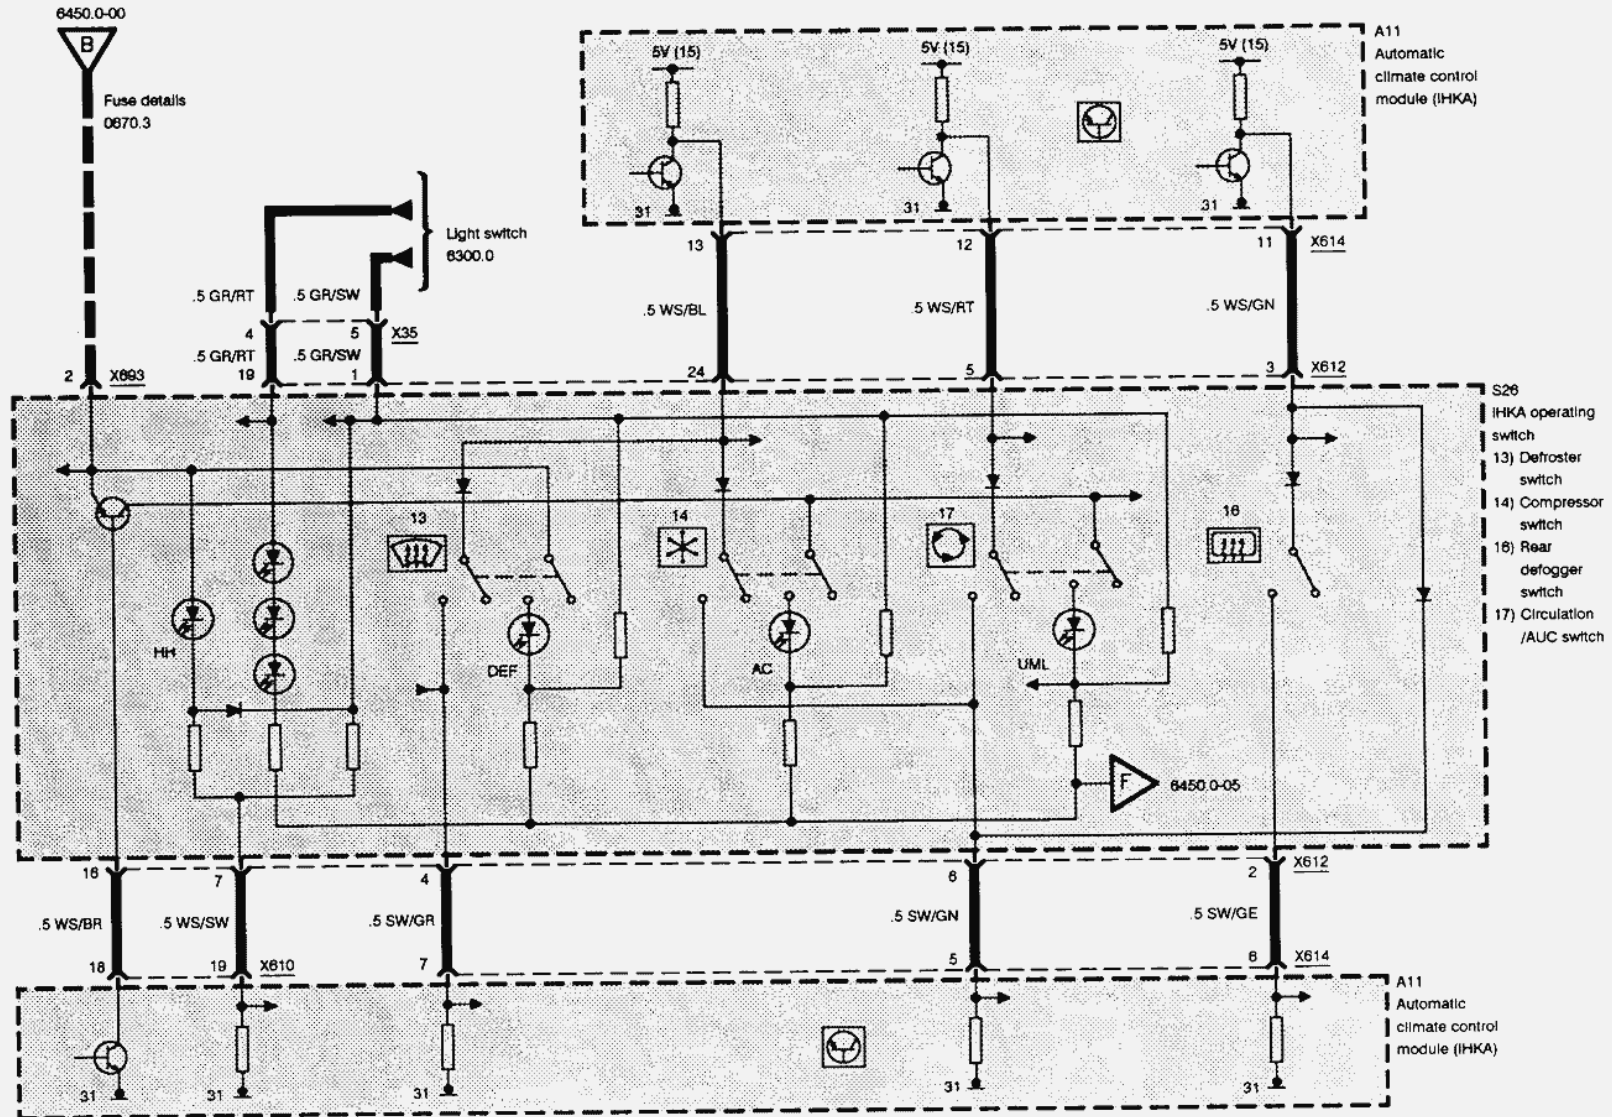 6450.0-00
B
Fuse details
0670.3
Light switch
6300.0
.5 GR/RT
.5 GR/SW
4
5
X35
.5 GR/RT
.5 GR/SW
2
X693
19
1
5V (15)
5V (15)
5V (15)
31
31
31
A11
Automatic
climate control
module (IHKA)
13
12
11
X614
.5 WS/BL
.5 WS/RT
.5 WS/GN
24
5
3
X612
S26
IHKA operating
switch
13) Defroster
switch
14) Compressor
switch
16) Rear
defogger
switch
17) Circulation
/AUC switch
13
14
17
16
HH
DEF
AC
UML
F
6450.0-05
16
7
4
6
2
X612
.5 WS/BR
.5 WS/SW
.5 SW/GR
.5 SW/GN
.5 SW/GE
18
19
X610
7
5
6
X614
31
31
31
31
31
A11
Automatic
climate control
module (IHKA)